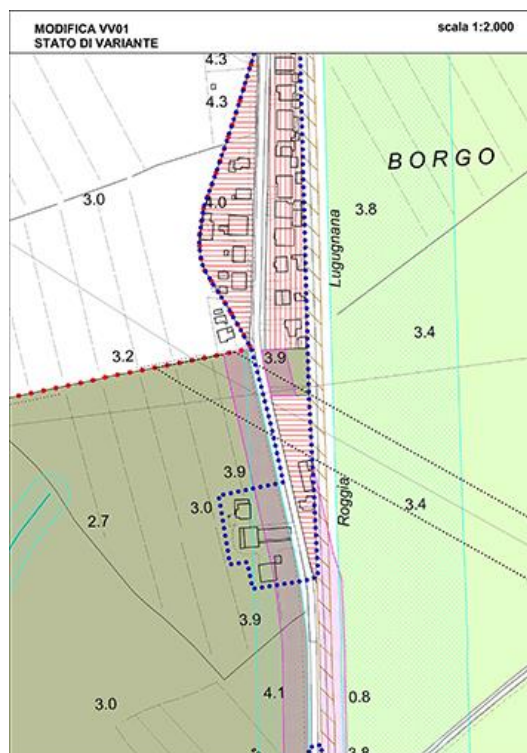 MODIFICA VV01
STATO DI VARIANTE
scala 1:2.000
4.3
4.3
BORGO
3.0
4.0
3.8
Lugugnana
3.4
3.2
3.9
3.9
3.0
Roggia
3.4
2.7
3.9
4.1
0.8
3.0
3.8